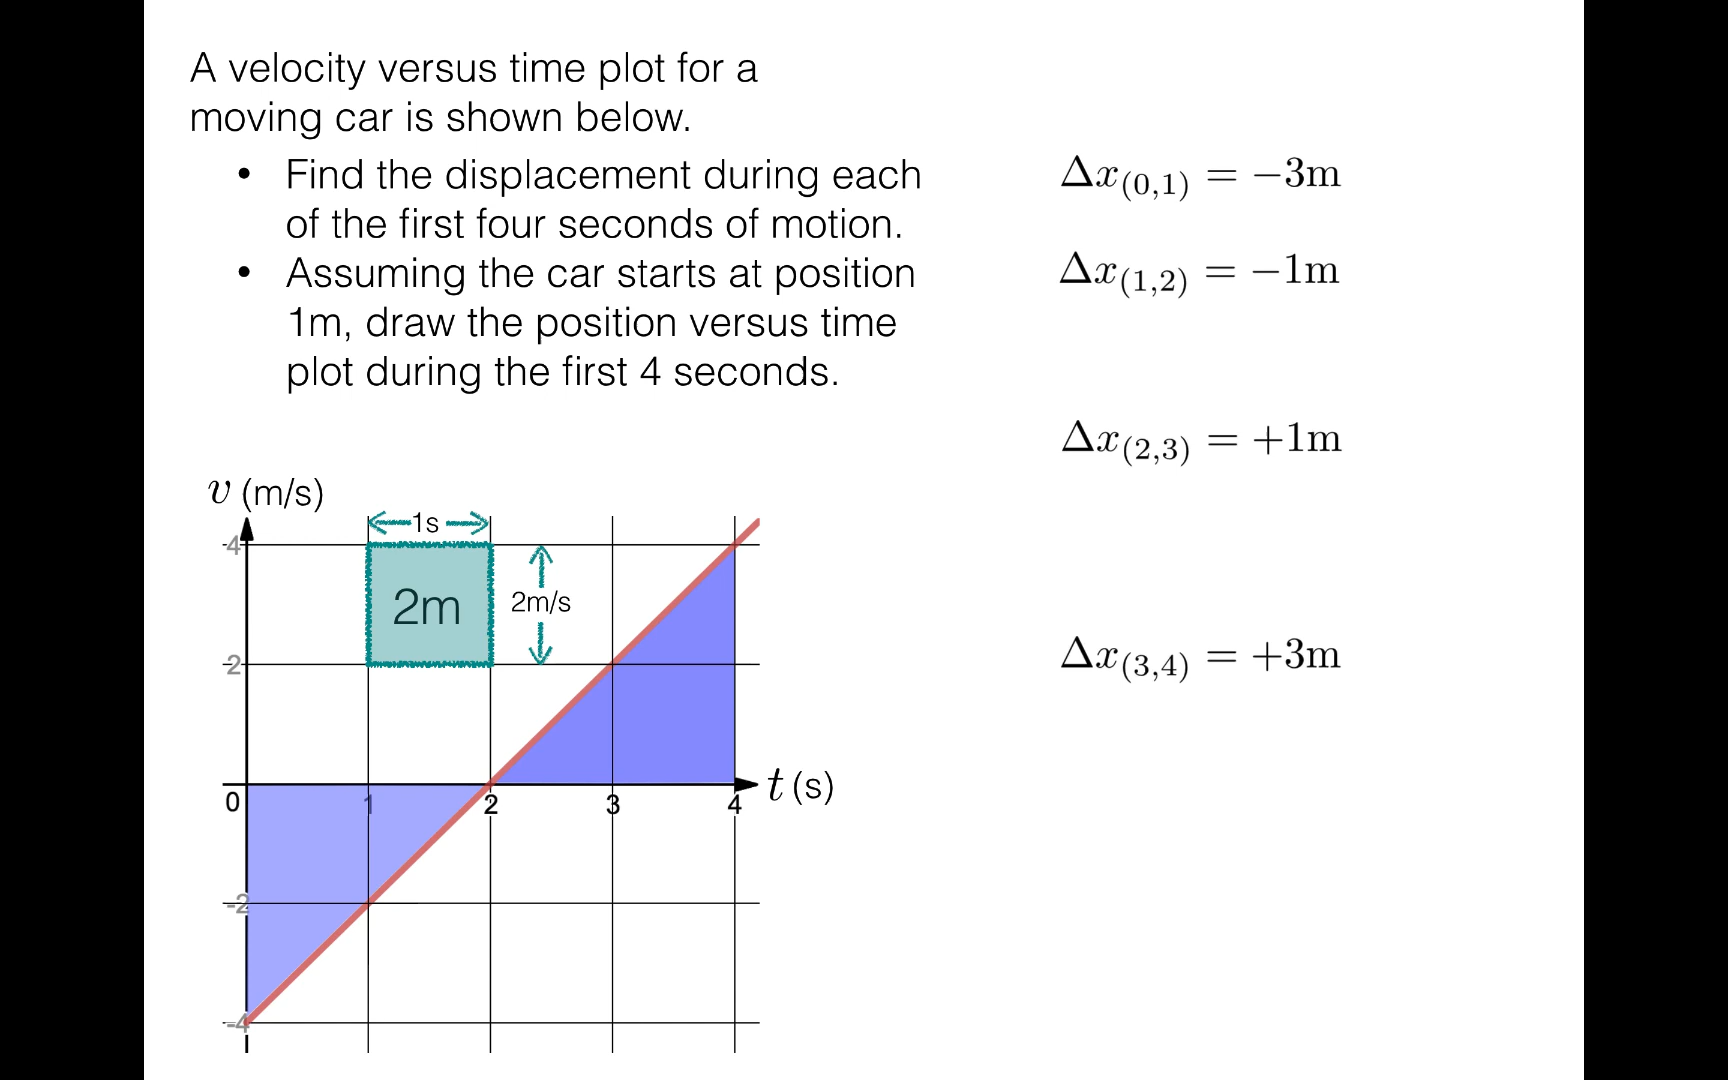 A velocity versus time plot for a
moving car is shown below.
• Find the displacement during each
of the first four seconds of motion.
• Assuming the car starts at position
1m, draw the position versus time
plot during the first 4 seconds.
Δx(0,1) = −3m
Δx(1,2) = −1m
Δx(2,3) = +1m
Δx(3,4) = +3m
v (m/s)
1s
4
2m
2m/s
2
t (s)
0 1 2 3 4
-2
-4